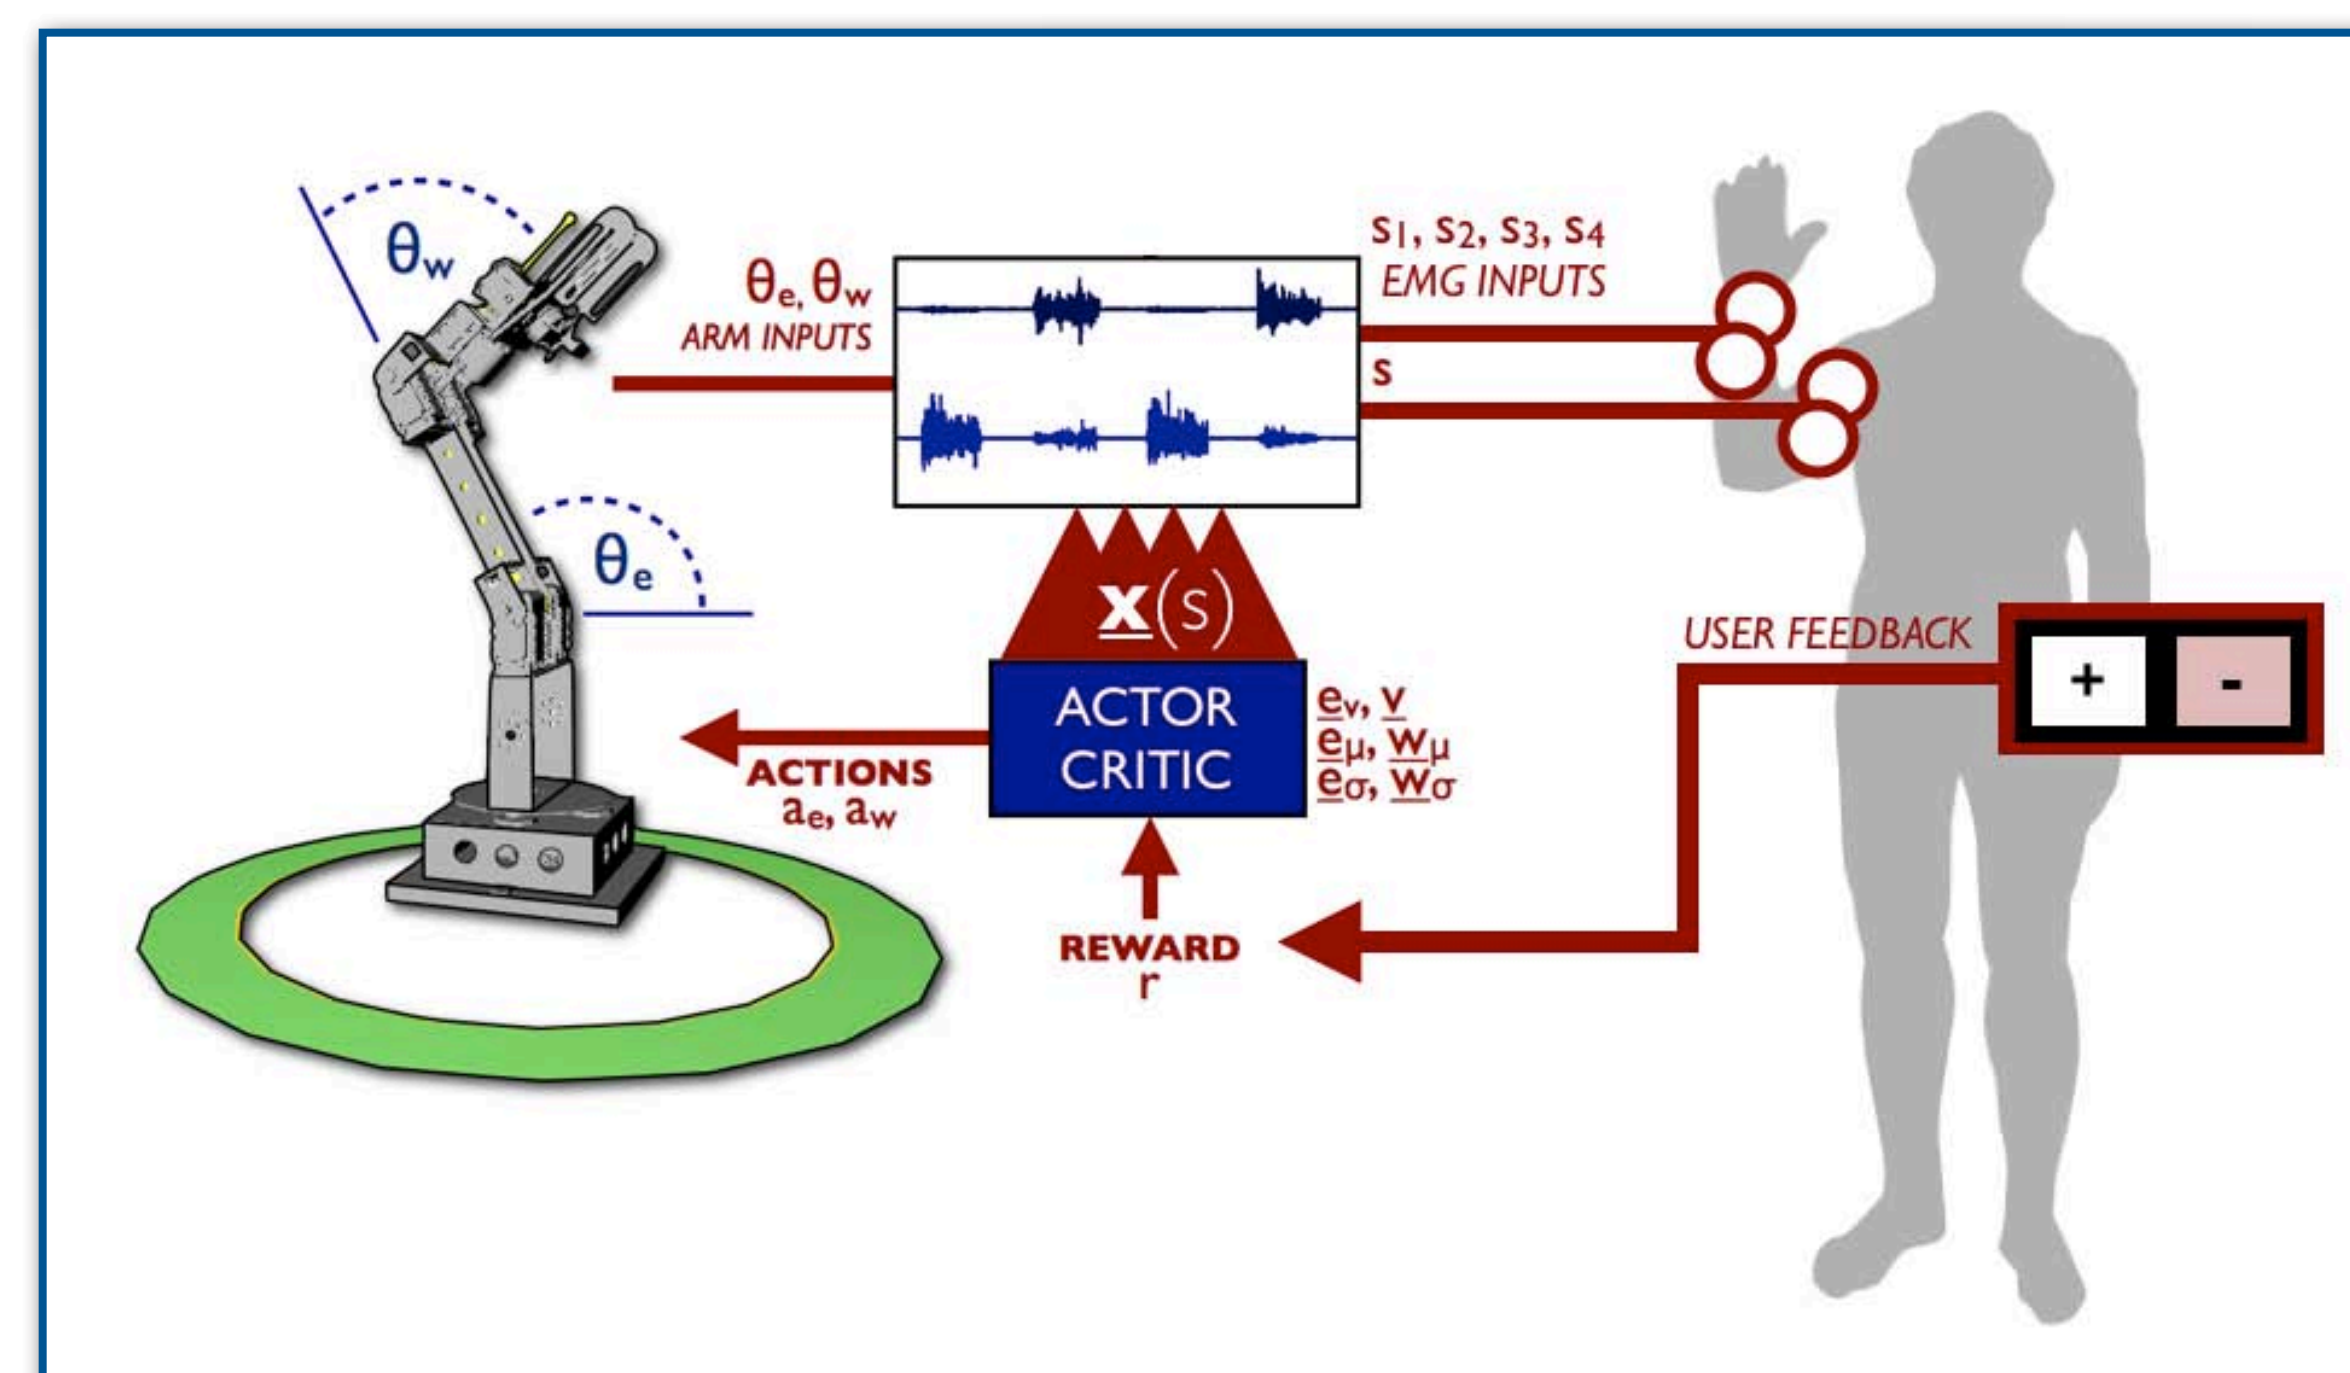 θw
θe, θw
ARM INPUTS
s1, s2, s3, s4
EMG INPUTS
s
θe
x(s)
ACTOR
CRITIC
ev, v
eμ, wμ
eσ, wσ
ACTIONS
ae, aw
REWARD
r
USER FEEDBACK
+ -